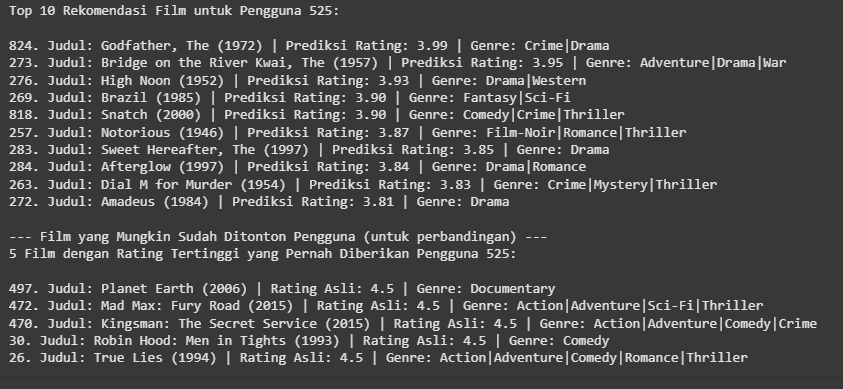 Top 10 Rekomendasi Film untuk Pengguna 525:
824. Judul: Godfather, The (1972) | Prediksi Rating: 3.99 | Genre: Crime|Drama
273. Judul: Bridge on the River Kwai, The (1957) | Prediksi Rating: 3.95 | Genre: Adventure|Drama|War
276. Judul: High Noon (1952) | Prediksi Rating: 3.93 | Genre: Drama|Western
269. Judul: Brazil (1985) | Prediksi Rating: 3.90 | Genre: Fantasy|Sci-Fi
818. Judul: Snatch (2000) | Prediksi Rating: 3.90 | Genre: Comedy|Crime|Thriller
257. Judul: Notorious (1946) | Prediksi Rating: 3.87 | Genre: Film-Noir|Romance|Thriller
283. Judul: Sweet Hereafter, The (1997) | Prediksi Rating: 3.85 | Genre: Drama
284. Judul: Afterglow (1997) | Prediksi Rating: 3.84 | Genre: Drama|Romance
263. Judul: Dial M for Murder (1954) | Prediksi Rating: 3.83 | Genre: Crime|Mystery|Thriller
272. Judul: Amadeus (1984) | Prediksi Rating: 3.81 | Genre: Drama
--- Film yang Mungkin Sudah Ditonton Pengguna (untuk perbandingan) ---
5 Film dengan Rating Tertinggi yang Pernah Diberikan Pengguna 525:
497. Judul: Planet Earth (2006) | Rating Asli: 4.5 | Genre: Documentary
472. Judul: Mad Max: Fury Road (2015) | Rating Asli: 4.5 | Genre: Action|Adventure|Sci-Fi|Thriller
470. Judul: Kingsman: The Secret Service (2015) | Rating Asli: 4.5 | Genre: Action|Adventure|Comedy|Crime
30. Judul: Robin Hood: Men in Tights (1993) | Rating Asli: 4.5 | Genre: Comedy
26. Judul: True Lies (1994) | Rating Asli: 4.5 | Genre: Action|Adventure|Comedy|Romance|Thriller